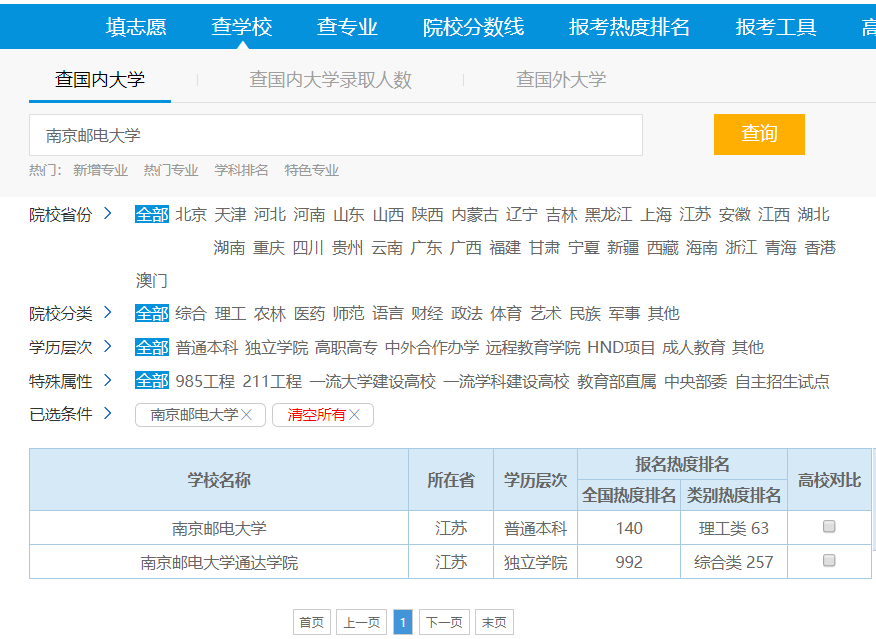 填志愿 查学校 查专业 院校分数线 报考热度排名 报考工具
查国内大学 查国内大学录取人数 查国外大学
南京邮电大学 查询
热门： 新增专业 热门专业 学科排名 特色专业
院校省份 全部 北京 天津 河北 河南 山东 山西 陕西 内蒙古 辽宁 吉林 黑龙江 上海 江苏 安徽 江西 湖北
湖南 重庆 四川 贵州 云南 广东 广西 福建 甘肃 宁夏 新疆 西藏 海南 浙江 青海 香港
澳门
院校分类 全部 综合 理工 农林 医药 师范 语言 财经 政法 体育 艺术 民族 军事 其他
学历层次 全部 普通本科 独立学院 高职高专 中外合作办学 远程教育学院 HND项目 成人教育 其他
特殊属性 全部 985工程 211工程 一流大学建设高校 一流学科建设高校 教育部直属 中央部委 自主招生试点
已选条件 南京邮电大学 清空所有
学校名称 所在省 学历层次 报名热度排名 高校对比
全国热度排名 类别热度排名
南京邮电大学 江苏 普通本科 140 理工类 63
南京邮电大学通达学院 江苏 独立学院 992 综合类 257
首页 上一页 1 下一页 末页